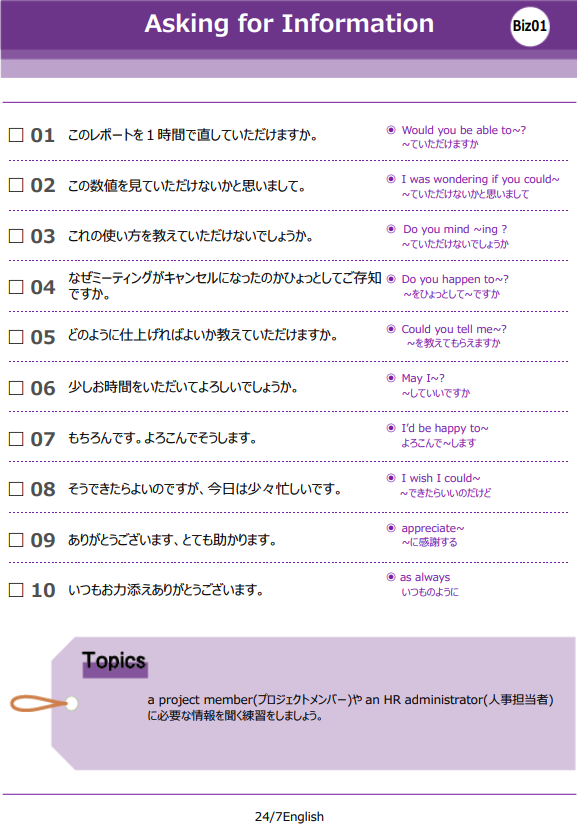 Asking for Information
Biz01
01 このレポートを１時間で直していただけますか。
◉ Would you be able to~?
~ていただけますか
02 この数値を見ていただけないかと思いまして。
◉ I was wondering if you could~
~ていただけないかと思いまして
03 これの使い方を教えていただけないでしょうか。
◉ Do you mind ~ing ?
~ていただけないでしょうか
04 なぜミーティングがキャンセルになったのかひょっとしてご存知
ですか。
◉ Do you happen to~?
~をひょっとして~ですか
05 どのように仕上げればよいか教えていただけますか。
◉ Could you tell me~?
~を教えてもらえますか
06 少しお時間をいただいてよろしいでしょうか。
◉ May I~?
~していいですか
07 もちろんです。よろこんでそうします。
◉ I’d be happy to~
よろこんで~します
08 そうできたらよいのですが、今日は少々忙しいです。
◉ I wish I could~
~できたらいいのだけど
09 ありがとうございます、とても助かります。
◉ appreciate~
~に感謝する
10 いつもお力添えありがとうございます。
◉ as always
いつものように
Topics
a project member(プロジェクトメンバー)や an HR administrator(人事担当者)
に必要な情報を聞く練習をしましょう。
24/7English